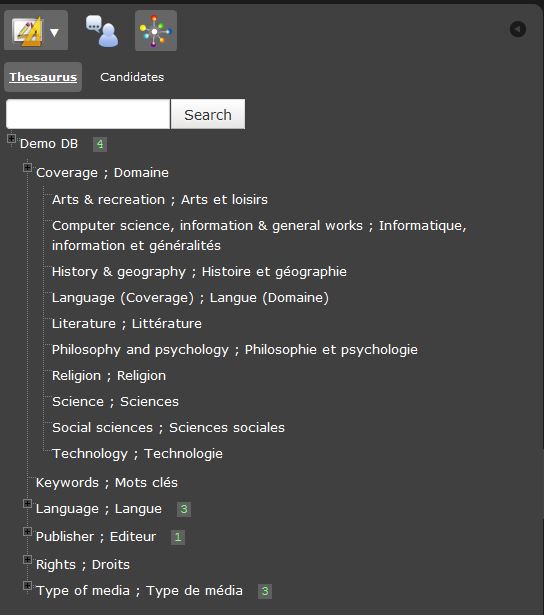 Thesaurus Candidates
Search
Demo DB 4
Coverage ; Domaine
Arts & recreation ; Arts et loisirs
Computer science, information & general works ; Informatique,
information et généralités
History & geography ; Histoire et géographie
Language (Coverage) ; Langue (Domaine)
Literature ; Littérature
Philosophy and psychology ; Philosophie et psychologie
Religion ; Religion
Science ; Sciences
Social sciences ; Sciences sociales
Technology ; Technologie
Keywords ; Mots clés
Language ; Langue 3
Publisher ; Editeur 1
Rights ; Droits
Type of media ; Type de média 3